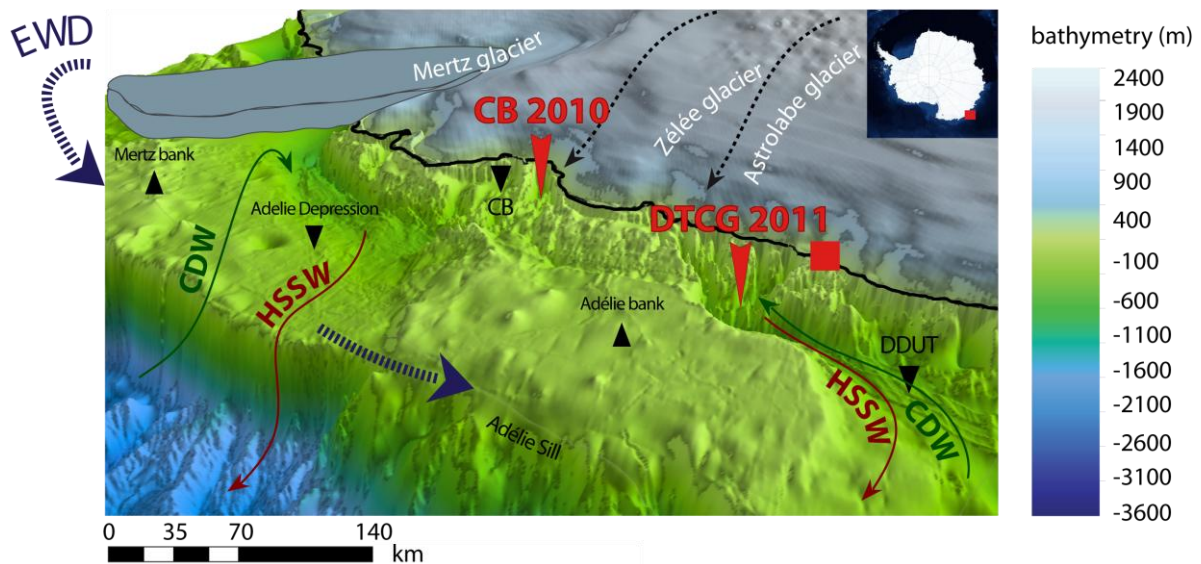 EWD
Mertz glacier
Zélée glacier
Astrolabe glacier
CB 2010
Mertz bank
CB
Adelie Depression
DTCG 2011
CDW
HSSW
Adélie bank
DDUT
HSSW
CDW
Adélie Sill
0 35 70 140
km
bathymetry (m)
2400
1900
1400
900
400
-100
-600
-1100
-1600
-2100
-2600
-3100
-3600